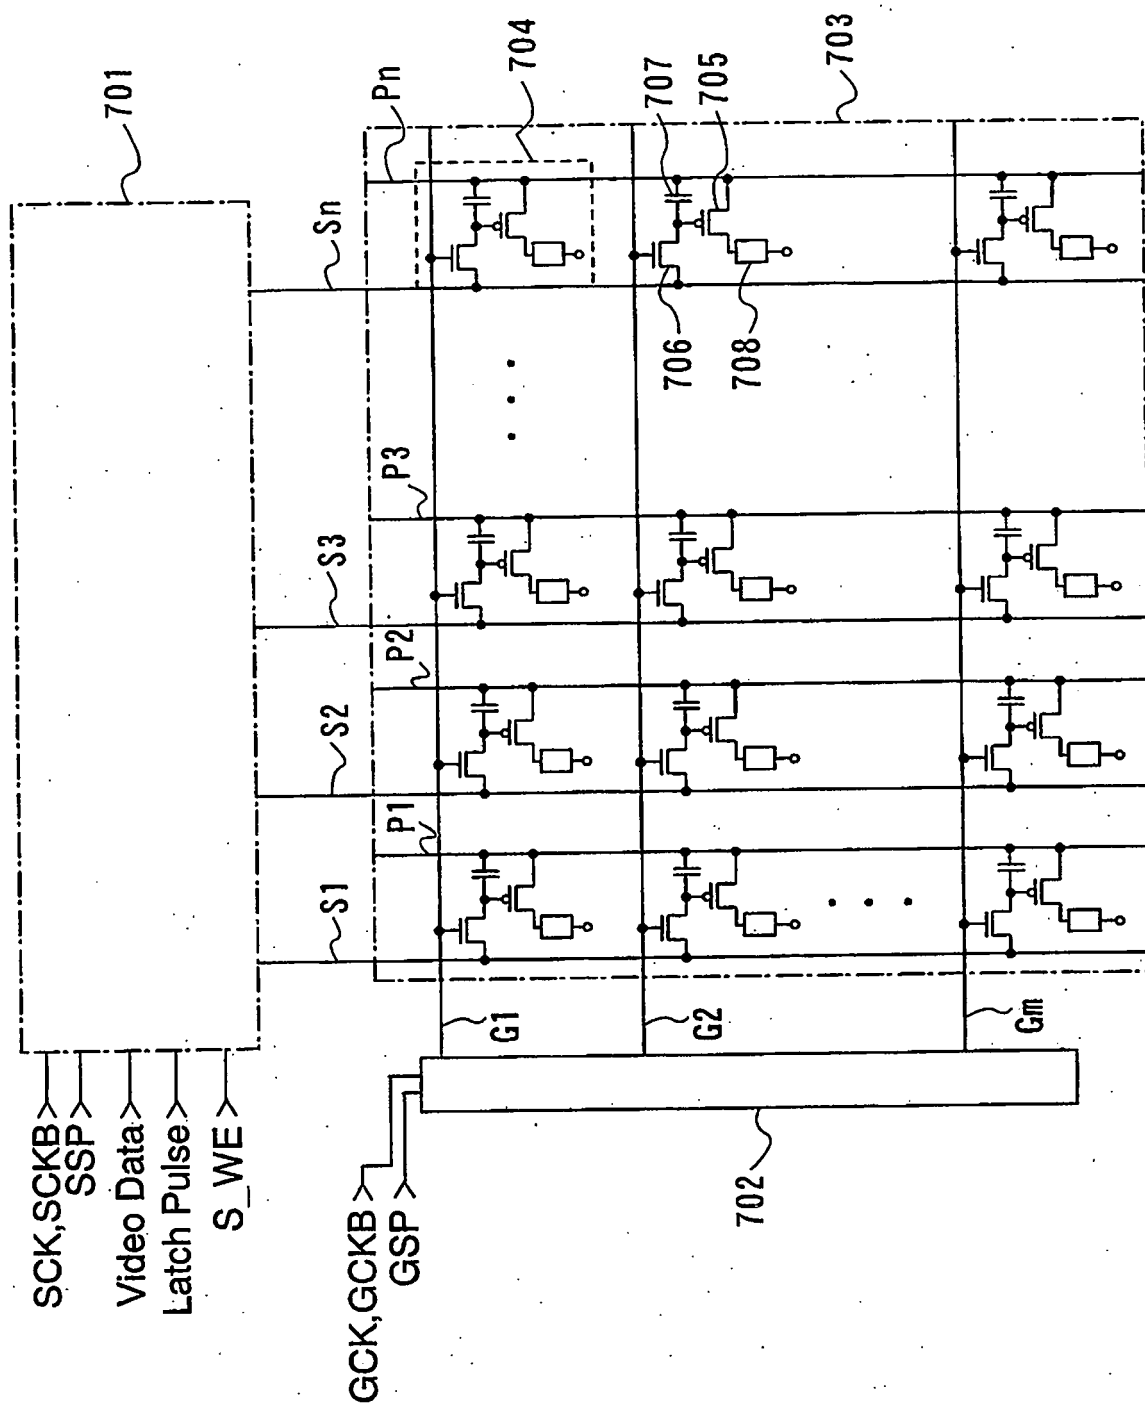 701
SCK,SCKB
SSP
Video Data
Latch Pulse
S_WE
S1
P1
S2
P2
S3
P3
Sn
Pn
704
707
705
703
706
708
GCK,GCKB
GSP
G1
G2
Gm
702